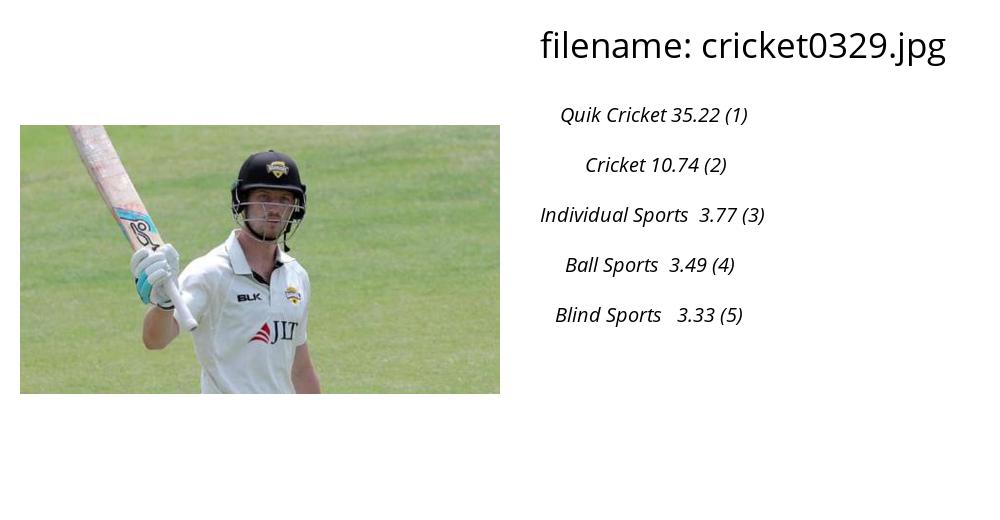 filename: cricket0329.jpg
Quik Cricket 35.22 (1)
Cricket 10.74 (2)
Individual Sports 3.77 (3)
Ball Sports 3.49 (4)
Blind Sports 3.33 (5)
BLK
JLT